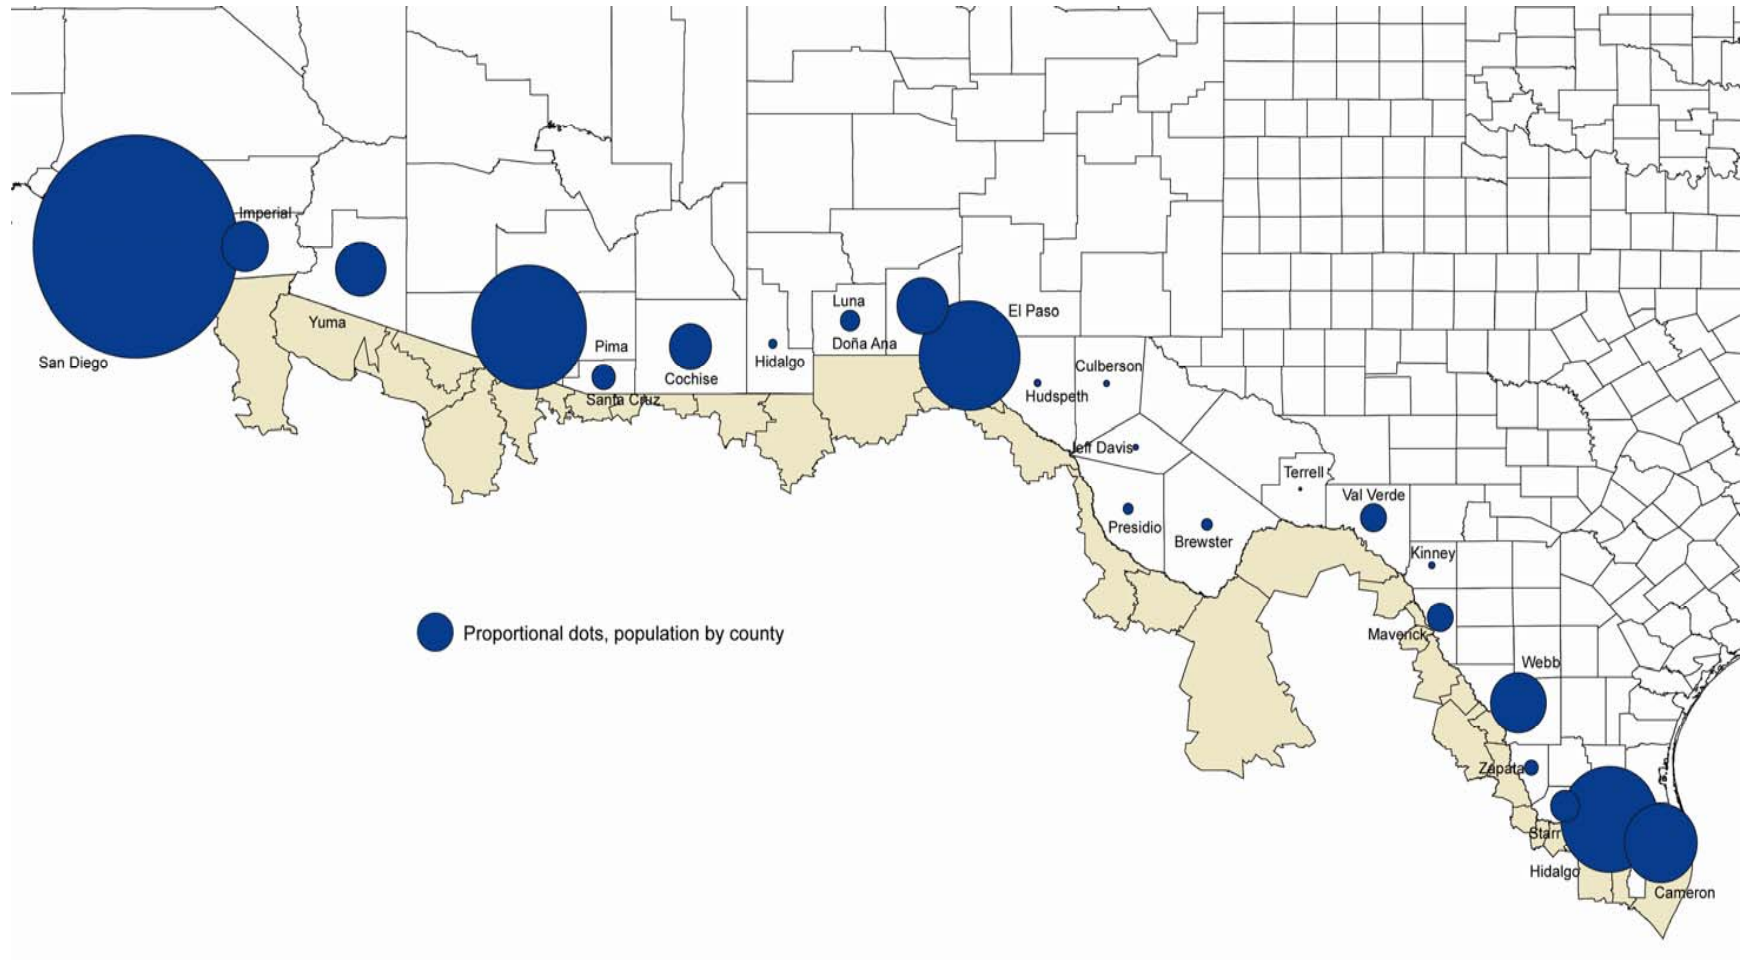 Imperial
San Diego
Yuma
Pima
Santa Cruz
Cochise
Hidalgo
Luna
Doña Ana
El Paso
Hudspeth
Culberson
Jeff Davis
Presidio
Brewster
Terrell
Val Verde
Kinney
Maverick
Webb
Zapata
Starr
Hidalgo
Cameron
Proportional dots, population by county